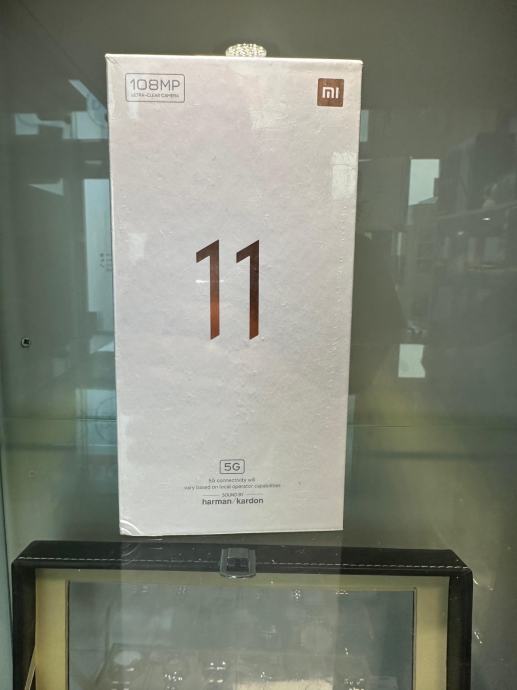 108MP
ULTRA-CLEAR CAMERA
mi
11
5G
5G connectivity will
vary based on local operator capabilities
SOUND BY
harman/kardon